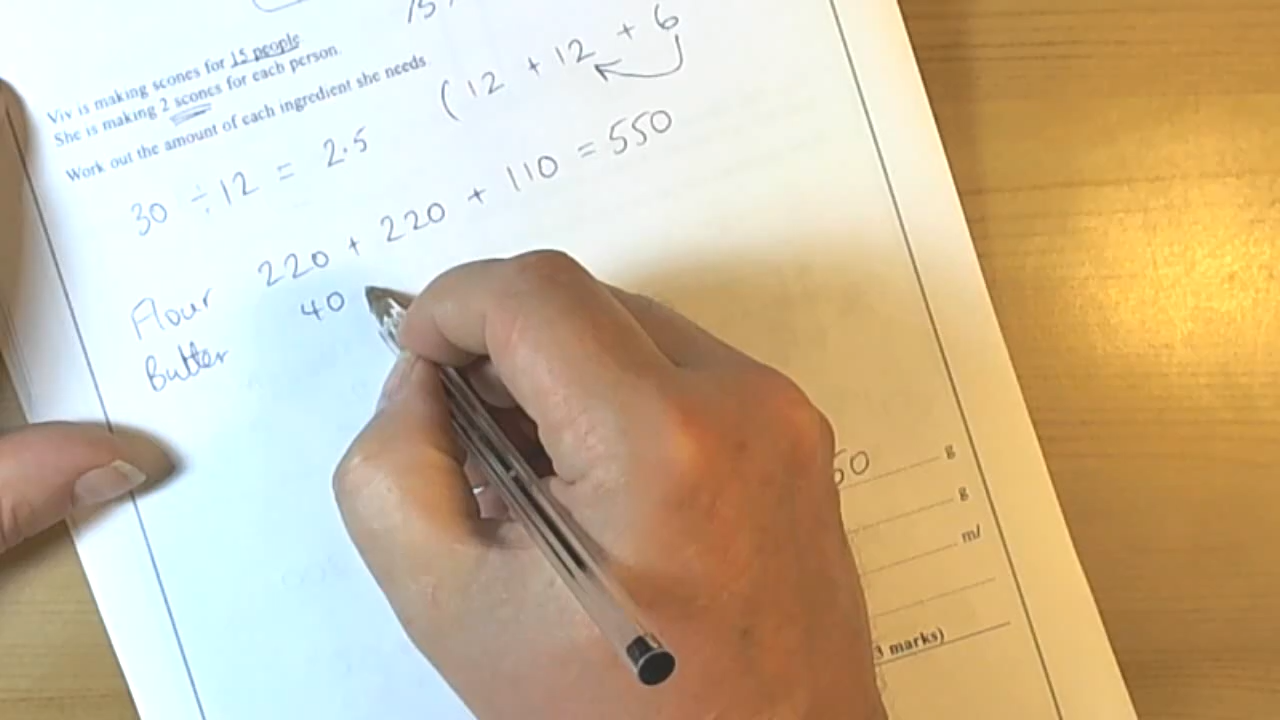 15
Viv is making scones for 15 people.
She is making 2 scones for each person.
Work out the amount of each ingredient she needs.
(12 + 12 + 6
30 ÷ 12 = 2.5
Flour 220 + 220 + 110 = 550
Butter 40
50 g
g
ml
3 marks)